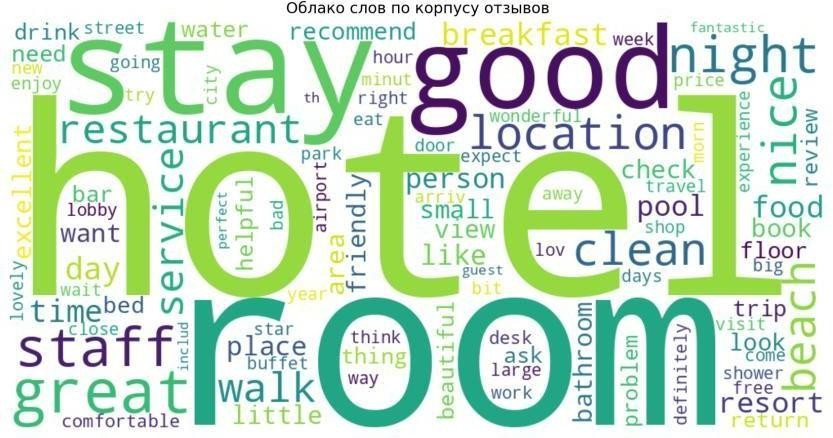 Облако слов по корпусу отзывов
drink street water recommend breakfast week fantastic
need going hour night
new stay good price
enjoy try city th minut right
restaurant eat wonderful location nice experience review
excellent park door expect morn
hotel
bar service perfect helpful bad airport friendly person arriv away check travel
lobby small pool food
want view shop book
day area like lov clean floor
lovely wait year guest bit days big
time bed room beautiful trip
close star think desk bathroom problem definitely visit
staff includ place thing ask look come beach
buffet way large shower
great walk work free
resort
comfortable little return